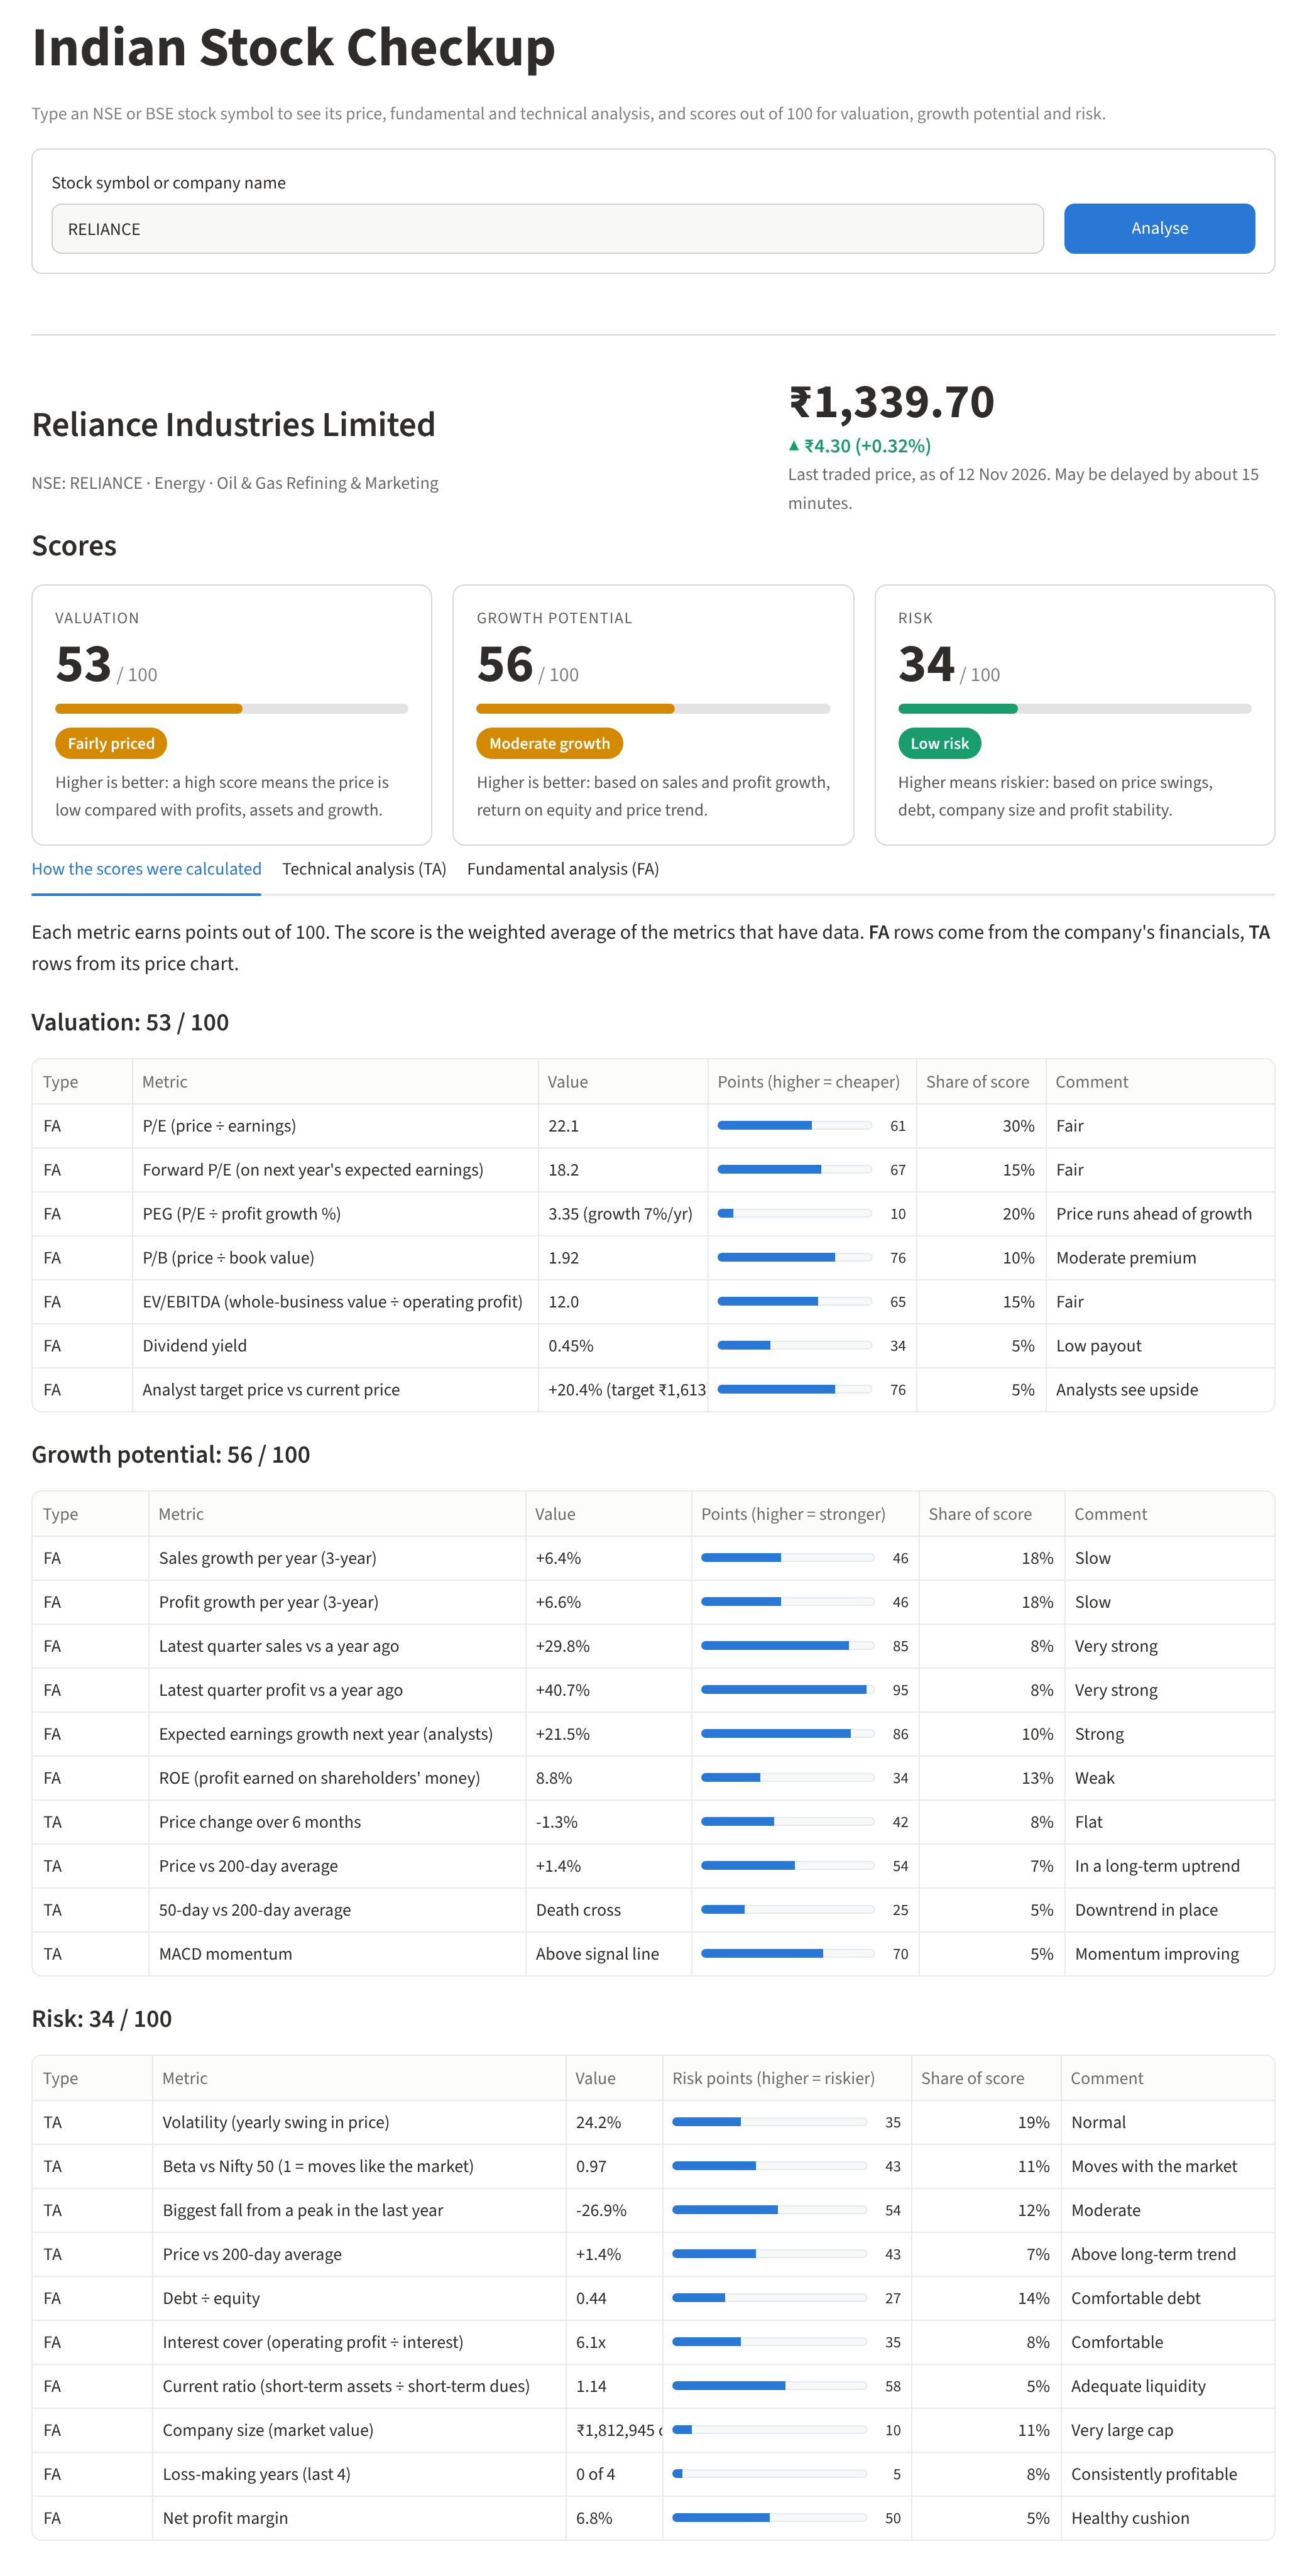 Indian Stock Checkup
Type an NSE or BSE stock symbol to see its price, fundamental and technical analysis, and scores out of 100 for valuation, growth potential and risk.
Stock symbol or company name
RELIANCE
Analyse
Reliance Industries Limited
NSE: RELIANCE · Energy · Oil & Gas Refining & Marketing
₹1,339.70
▲ ₹4.30 (+0.32%)
Last traded price, as of 12 Nov 2026. May be delayed by about 15
minutes.
Scores
VALUATION
53 / 100
Fairly priced
Higher is better: a high score means the price is
low compared with profits, assets and growth.
GROWTH POTENTIAL
56 / 100
Moderate growth
Higher is better: based on sales and profit growth,
return on equity and price trend.
RISK
34 / 100
Low risk
Higher means riskier: based on price swings,
debt, company size and profit stability.
How the scores were calculated Technical analysis (TA) Fundamental analysis (FA)
Each metric earns points out of 100. The score is the weighted average of the metrics that have data. FA rows come from the company's financials, TA
rows from its price chart.
Valuation: 53 / 100
Type Metric Value Points (higher = cheaper) Share of score Comment
FA P/E (price ÷ earnings) 22.1 61 30% Fair
FA Forward P/E (on next year's expected earnings) 18.2 67 15% Fair
FA PEG (P/E ÷ profit growth %) 3.35 (growth 7%/yr) 10 20% Price runs ahead of growth
FA P/B (price ÷ book value) 1.92 76 10% Moderate premium
FA EV/EBITDA (whole-business value ÷ operating profit) 12.0 65 15% Fair
FA Dividend yield 0.45% 34 5% Low payout
FA Analyst target price vs current price +20.4% (target ₹1,613 76 5% Analysts see upside
Growth potential: 56 / 100
Type Metric Value Points (higher = stronger) Share of score Comment
FA Sales growth per year (3-year) +6.4% 46 18% Slow
FA Profit growth per year (3-year) +6.6% 46 18% Slow
FA Latest quarter sales vs a year ago +29.8% 85 8% Very strong
FA Latest quarter profit vs a year ago +40.7% 95 8% Very strong
FA Expected earnings growth next year (analysts) +21.5% 86 10% Strong
FA ROE (profit earned on shareholders' money) 8.8% 34 13% Weak
TA Price change over 6 months -1.3% 42 8% Flat
TA Price vs 200-day average +1.4% 54 7% In a long-term uptrend
TA 50-day vs 200-day average Death cross 25 5% Downtrend in place
TA MACD momentum Above signal line 70 5% Momentum improving
Risk: 34 / 100
Type Metric Value Risk points (higher = riskier) Share of score Comment
TA Volatility (yearly swing in price) 24.2% 35 19% Normal
TA Beta vs Nifty 50 (1 = moves like the market) 0.97 43 11% Moves with the market
TA Biggest fall from a peak in the last year -26.9% 54 12% Moderate
TA Price vs 200-day average +1.4% 43 7% Above long-term trend
FA Debt ÷ equity 0.44 27 14% Comfortable debt
FA Interest cover (operating profit ÷ interest) 6.1x 35 8% Comfortable
FA Current ratio (short-term assets ÷ short-term dues) 1.14 58 5% Adequate liquidity
FA Company size (market value) ₹1,812,945 10 11% Very large cap
FA Loss-making years (last 4) 0 of 4 5 8% Consistently profitable
FA Net profit margin 6.8% 50 5% Healthy cushion